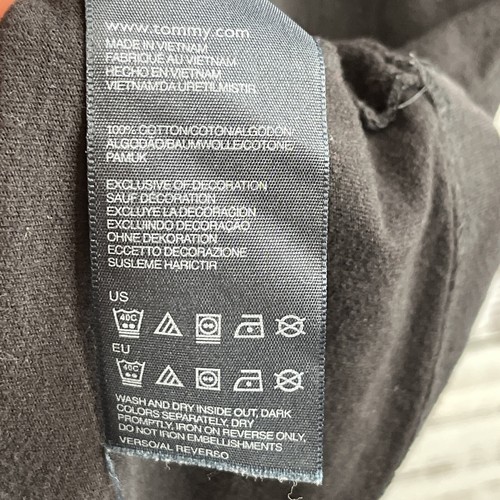 www.tommy.com
MADE IN VIETNAM
FABRIQUÉ AU VIETNAM
HECHO EN VIETNAM
VIETNAM'DA ÜRETİLMİSTİR
100% COTTON/COTON/ALGODON/
ALGODÃO/BAUMWOLLE/COTONE/
PAMUK
EXCLUSIVE OF DECORATION
SAUF DÉCORATION
EXCLUYE LA DECORACIÓN
EXCLUINDO DECORAÇÃO
OHNE DEKORATION
ECCETTO DECORAZIONE
SÜSLEME HARİCTİR
US
40C
EU
40C
WASH AND DRY INSIDE OUT, DARK
COLORS SEPARATELY, DRY
PROMPTLY, IRON ON REVERSE ONLY,
DO NOT IRON EMBELLISHMENTS
VERSO/AL REVERSO